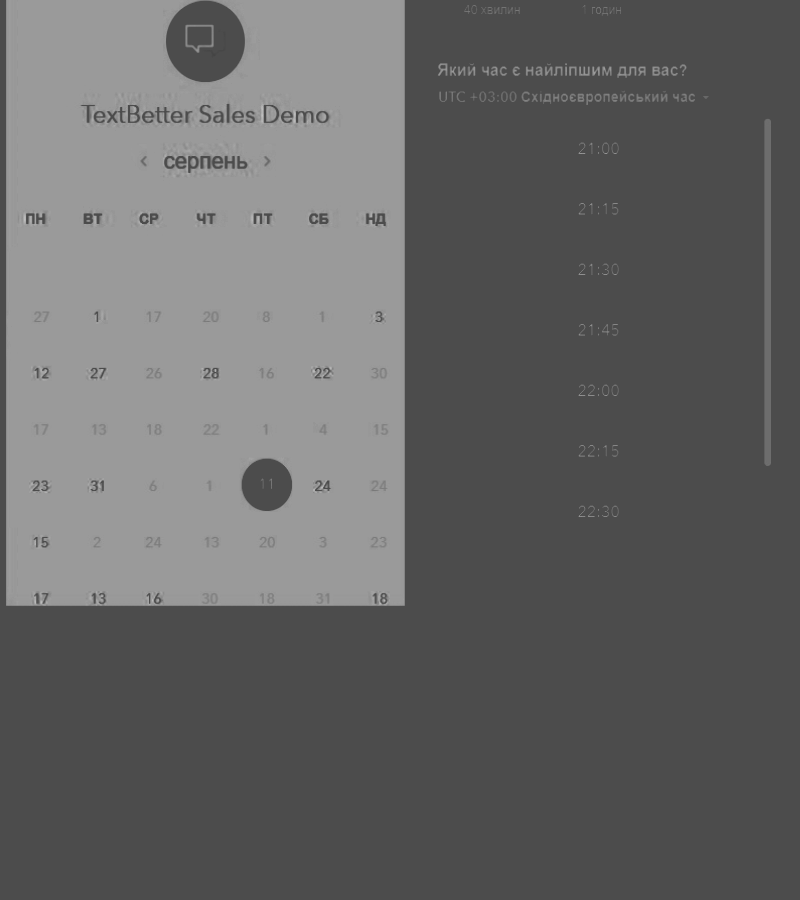 TextBetter Sales Demo
серпень
ПН ВТ СР ЧТ ПТ СБ НД
27 1 17 20 8 1 3
12 27 26 28 16 22 30
17 13 18 22 1 4 15
23 31 6 1 11 24 24
15 2 24 13 20 3 23
17 13 16 30 18 31 18
40 хвилин 1 годин
Який час є найліпшим для вас?
UTC +03:00 Східноєвропейський час
21:00
21:15
21:30
21:45
22:00
22:15
22:30